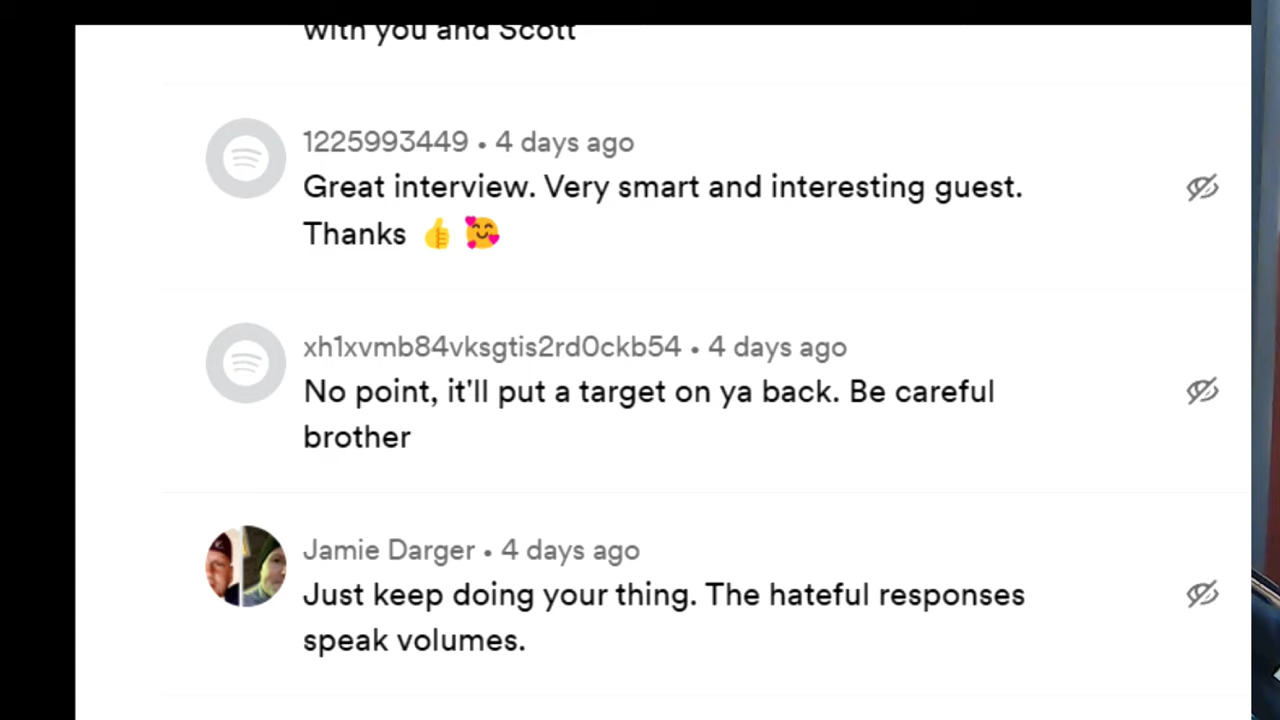 with you and Scott
1225993449 • 4 days ago
Great interview. Very smart and interesting guest.
Thanks 👍 🥰
xh1xvmb84vksgtis2rd0ckb54 • 4 days ago
No point, it'll put a target on ya back. Be careful
brother
Jamie Darger • 4 days ago
Just keep doing your thing. The hateful responses
speak volumes.